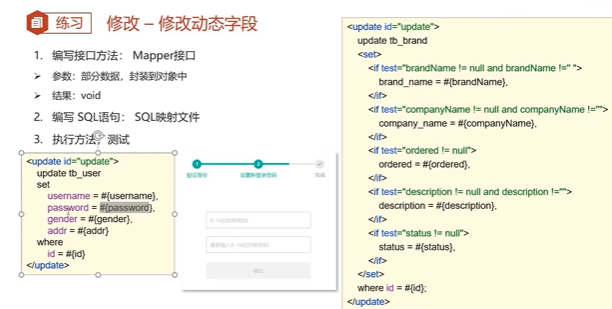 练习
修改 – 修改动态字段
1. 编写接口方法： Mapper接口
参数：部分数据，封装到对象中
结果：void
2. 编写 SQL语句： SQL映射文件
3. 执行方法，测试
<update id="update">
update tb_user
set
username = #{username},
password = #{password},
gender = #{gender},
addr = #{addr}
where
id = #{id}
</update>
1
2
验证身份
设置新登录密码
完成
<update id="update">
update tb_brand
<set>
<if test="brandName != null and brandName != '' ">
brand_name = #{brandName},
</if>
<if test="companyName != null and companyName !=''">
company_name = #{companyName},
</if>
<if test="ordered != null">
ordered = #{ordered},
</if>
<if test="description != null and description !=''">
description = #{description},
</if>
<if test="status != null">
status = #{status},
</if>
</set>
where id = #{id};
</update>